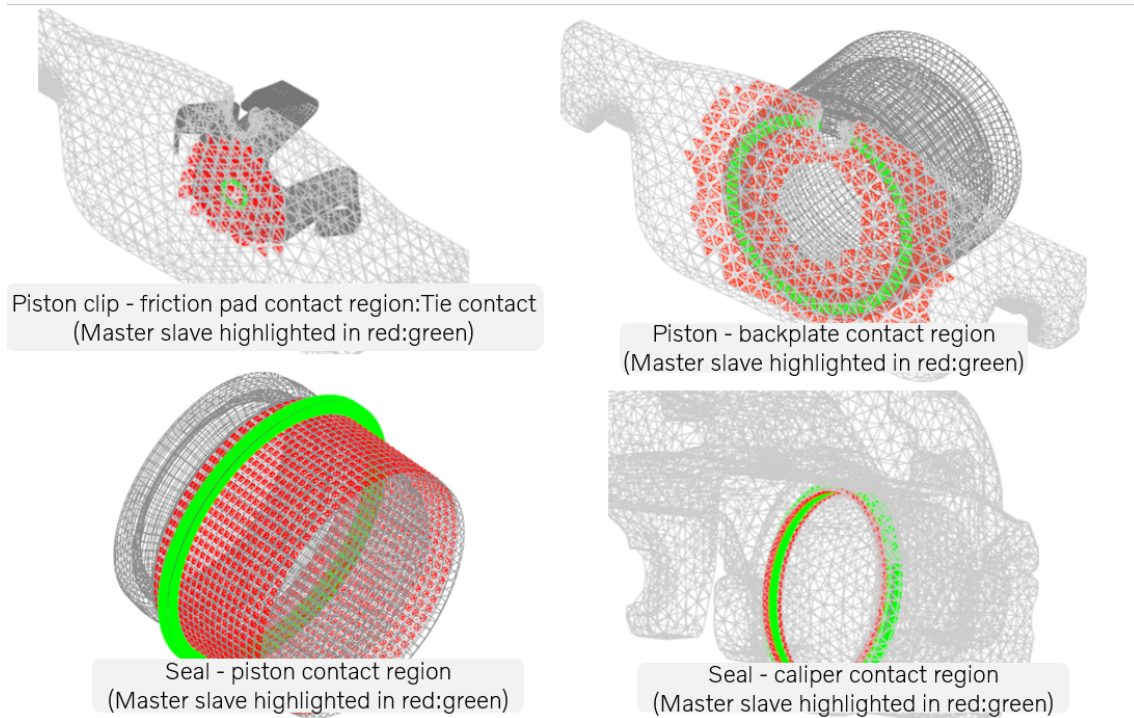 Piston clip - friction pad contact region:Tie contact
(Master slave highlighted in red:green)
Piston - backplate contact region
(Master slave highlighted in red:green)
Seal - piston contact region
(Master slave highlighted in red:green)
Seal - caliper contact region
(Master slave highlighted in red:green)